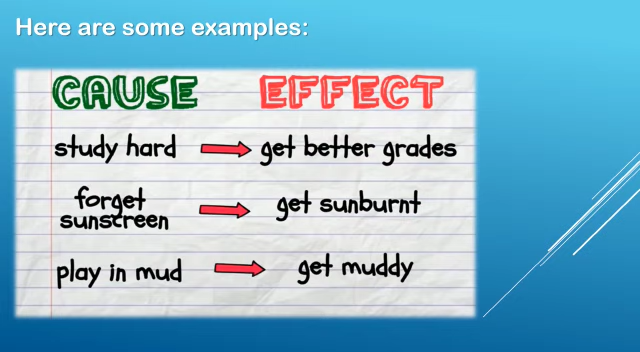 Here are some examples:
CAUSE EFFECT
study hard get better grades
forget
sunscreen get sunburnt
play in mud get muddy